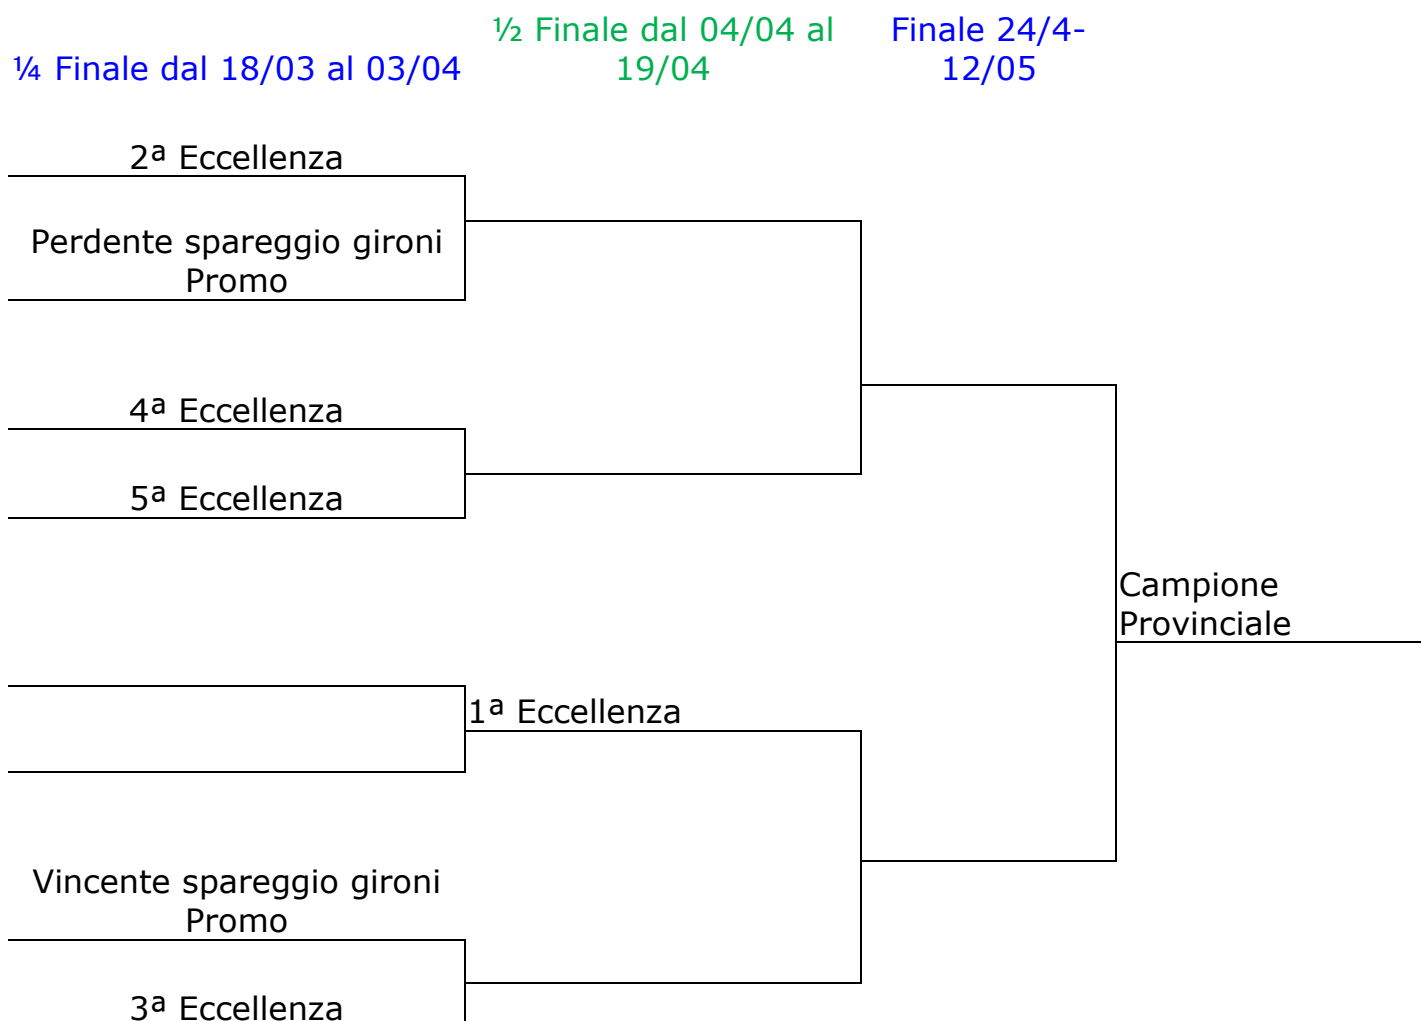 ½ Finale dal 04/04 al
19/04
Finale 24/4-
12/05
¼ Finale dal 18/03 al 03/04
2ª Eccellenza
Perdente spareggio gironi
Promo
4ª Eccellenza
5ª Eccellenza
Campione
Provinciale
1ª Eccellenza
Vincente spareggio gironi
Promo
3ª Eccellenza